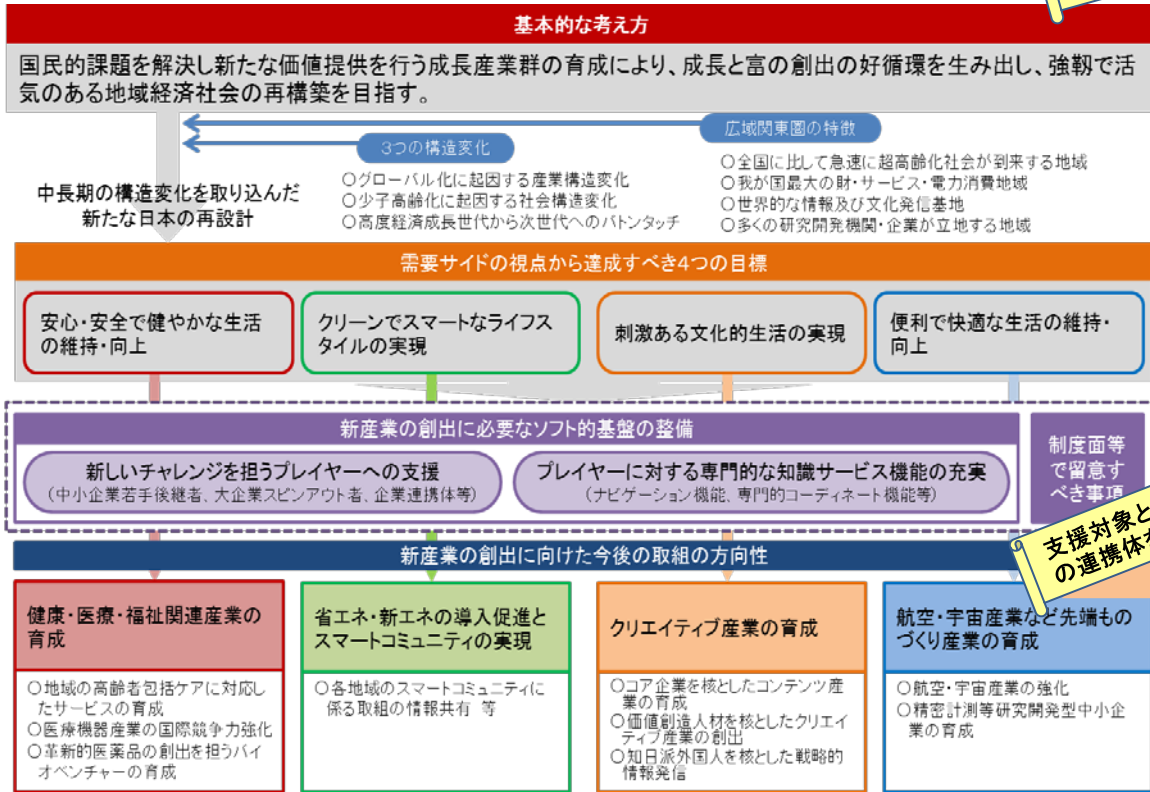 基本的な考え方
国民的課題を解決し新たな価値提供を行う成長産業群の育成により、成長と富の創出の好循環を生み出し、強靭で活
気のある地域経済社会の再構築を目指す。
広域関東圏の特徴
○全国に比して急速に超高齢化社会が到来する地域
○我が国最大の財・サービス・電力消費地域
○世界的な情報及び文化発信基地
○多くの研究開発機関・企業が立地する地域
3つの構造変化
○グローバル化に起因する産業構造変化
○少子高齢化に起因する社会構造変化
○高度経済成長世代から次世代へのバトンタッチ
中長期の構造変化を取り込んだ
新たな日本の再設計
需要サイドの視点から達成すべき4つの目標
安心・安全で健やかな生活
の維持・向上
クリーンでスマートなライフス
タイルの実現
刺激ある文化的生活の実現
便利で快適な生活の維持・
向上
新産業の創出に必要なソフト的基盤の整備
新しいチャレンジを担うプレイヤーへの支援
(中小企業若手後継者、大企業スピンアウト者、企業連携体等)
プレイヤーに対する専門的な知識サービス機能の充実
(ナビゲーション機能、専門的コーディネート機能等)
制度面等
で留意す
べき事項
支援対象と
の連携体を
新産業の創出に向けた今後の取組の方向性
健康・医療・福祉関連産業の
育成
○地域の高齢者包括ケアに対応し
たサービスの育成
○医療機器産業の国際競争力強化
○革新的医薬品の創出を担うバイ
オベンチャーの育成
省エネ・新エネの導入促進と
スマートコミュニティの実現
○各地域のスマートコミュニティに
係る取組の情報共有 等
クリエイティブ産業の育成
○コア企業を核としたコンテンツ産
業の育成
○価値創造人材を核としたクリエイ
ティブ産業の創出
○知日派外国人を核とした戦略的
情報発信
航空・宇宙産業など先端もの
づくり産業の育成
○航空・宇宙産業の強化
○精密計測等研究開発型中小企
業の育成